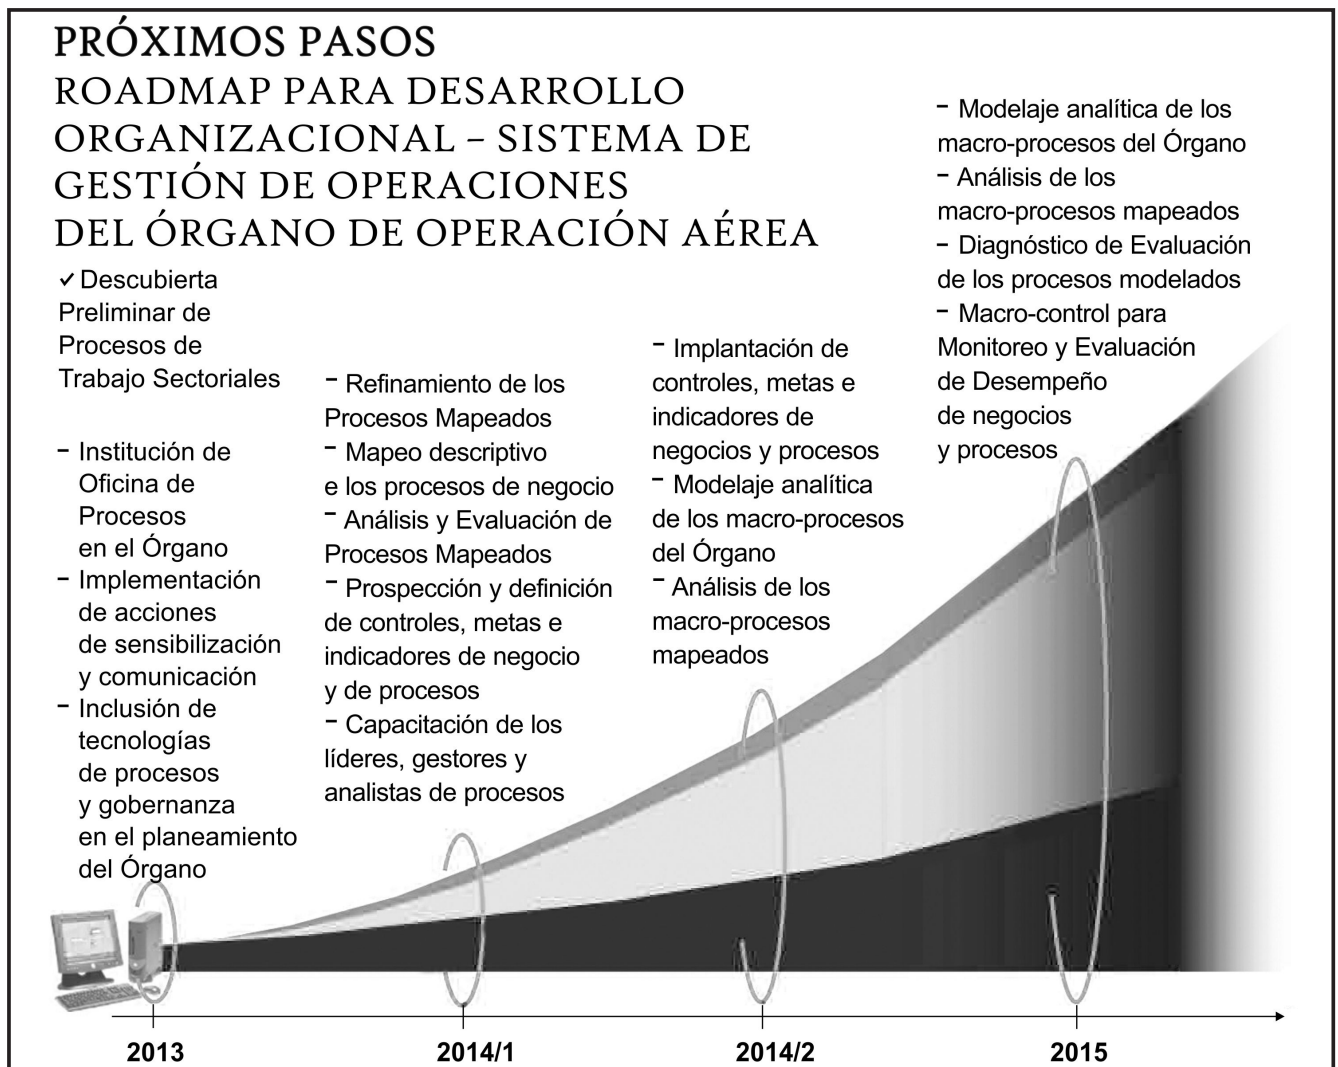 PRÓXIMOS PASOS
ROADMAP PARA DESARROLLO
ORGANIZACIONAL – SISTEMA DE
GESTIÓN DE OPERACIONES
DEL ÓRGANO DE OPERACIÓN AÉREA
✓ Descubierta
Preliminar de
Procesos de
Trabajo Sectoriales
– Institución de
Oficina de
Procesos
en el Órgano
– Implementación
de acciones
de sensibilización
y comunicación
– Inclusión de
tecnologías
de procesos
y gobernanza
en el planeamiento
del Órgano
– Refinamiento de los
Procesos Mapeados
– Mapeo descriptivo
e los procesos de negocio
– Análisis y Evaluación de
Procesos Mapeados
– Prospección y definición
de controles, metas e
indicadores de negocio
y de procesos
– Capacitación de los
líderes, gestores y
analistas de procesos
– Implantación de
controles, metas e
indicadores de
negocios y procesos
– Modelaje analítica
de los macro-procesos
del Órgano
– Análisis de los
macro-procesos
mapeados
– Modelaje analítica de los
macro-procesos del Órgano
– Análisis de los
macro-procesos mapeados
– Diagnóstico de Evaluación
de los procesos modelados
– Macro-control para
Monitoreo y Evaluación
de Desempeño
de negocios
y procesos
2013
2014/1
2014/2
2015